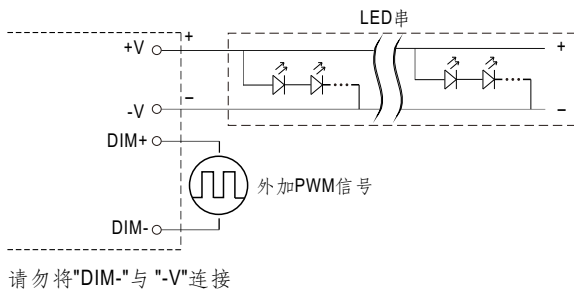 LED串
+V
+
+
-V
−
−
DIM+
外加PWM信号
DIM-
请勿将"DIM-"与 "-V"连接